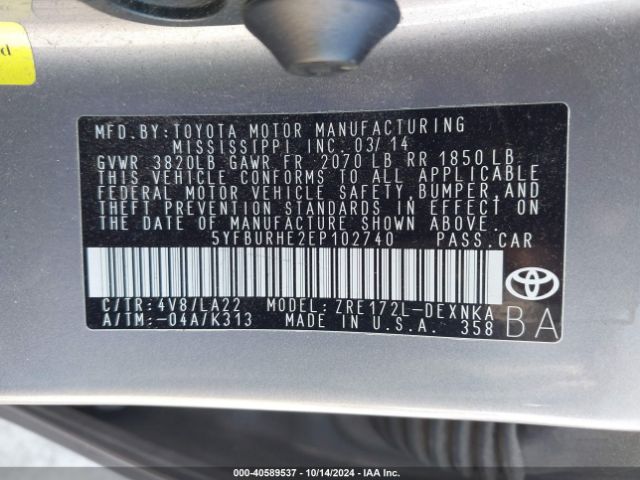 d
MFD.BY:TOYOTA MOTOR MANUFACTURING
MISSISSIPPI INC.03/14
GVWR 3820LB GAWR FR 2070 LB RR 1850 LB
THIS VEHICLE CONFORMS TO ALL APPLICABLE
FEDERAL MOTOR VEHICLE SAFETY,BUMPER,AND
THEFT PREVENTION STANDARDS IN EFFECT ON
THE DATE OF MANUFACTURE SHOWN ABOVE.
5YFBURHE2EP102740 PASS.CAR
C/TR:4V8/LA22 MODEL: ZRE172L-DEXNKA
A/TM:-04A/K313 MADE IN U.S.A. 358
TOYOTA
BA
000-40589537 - 10/14/2024 - IAA Inc.